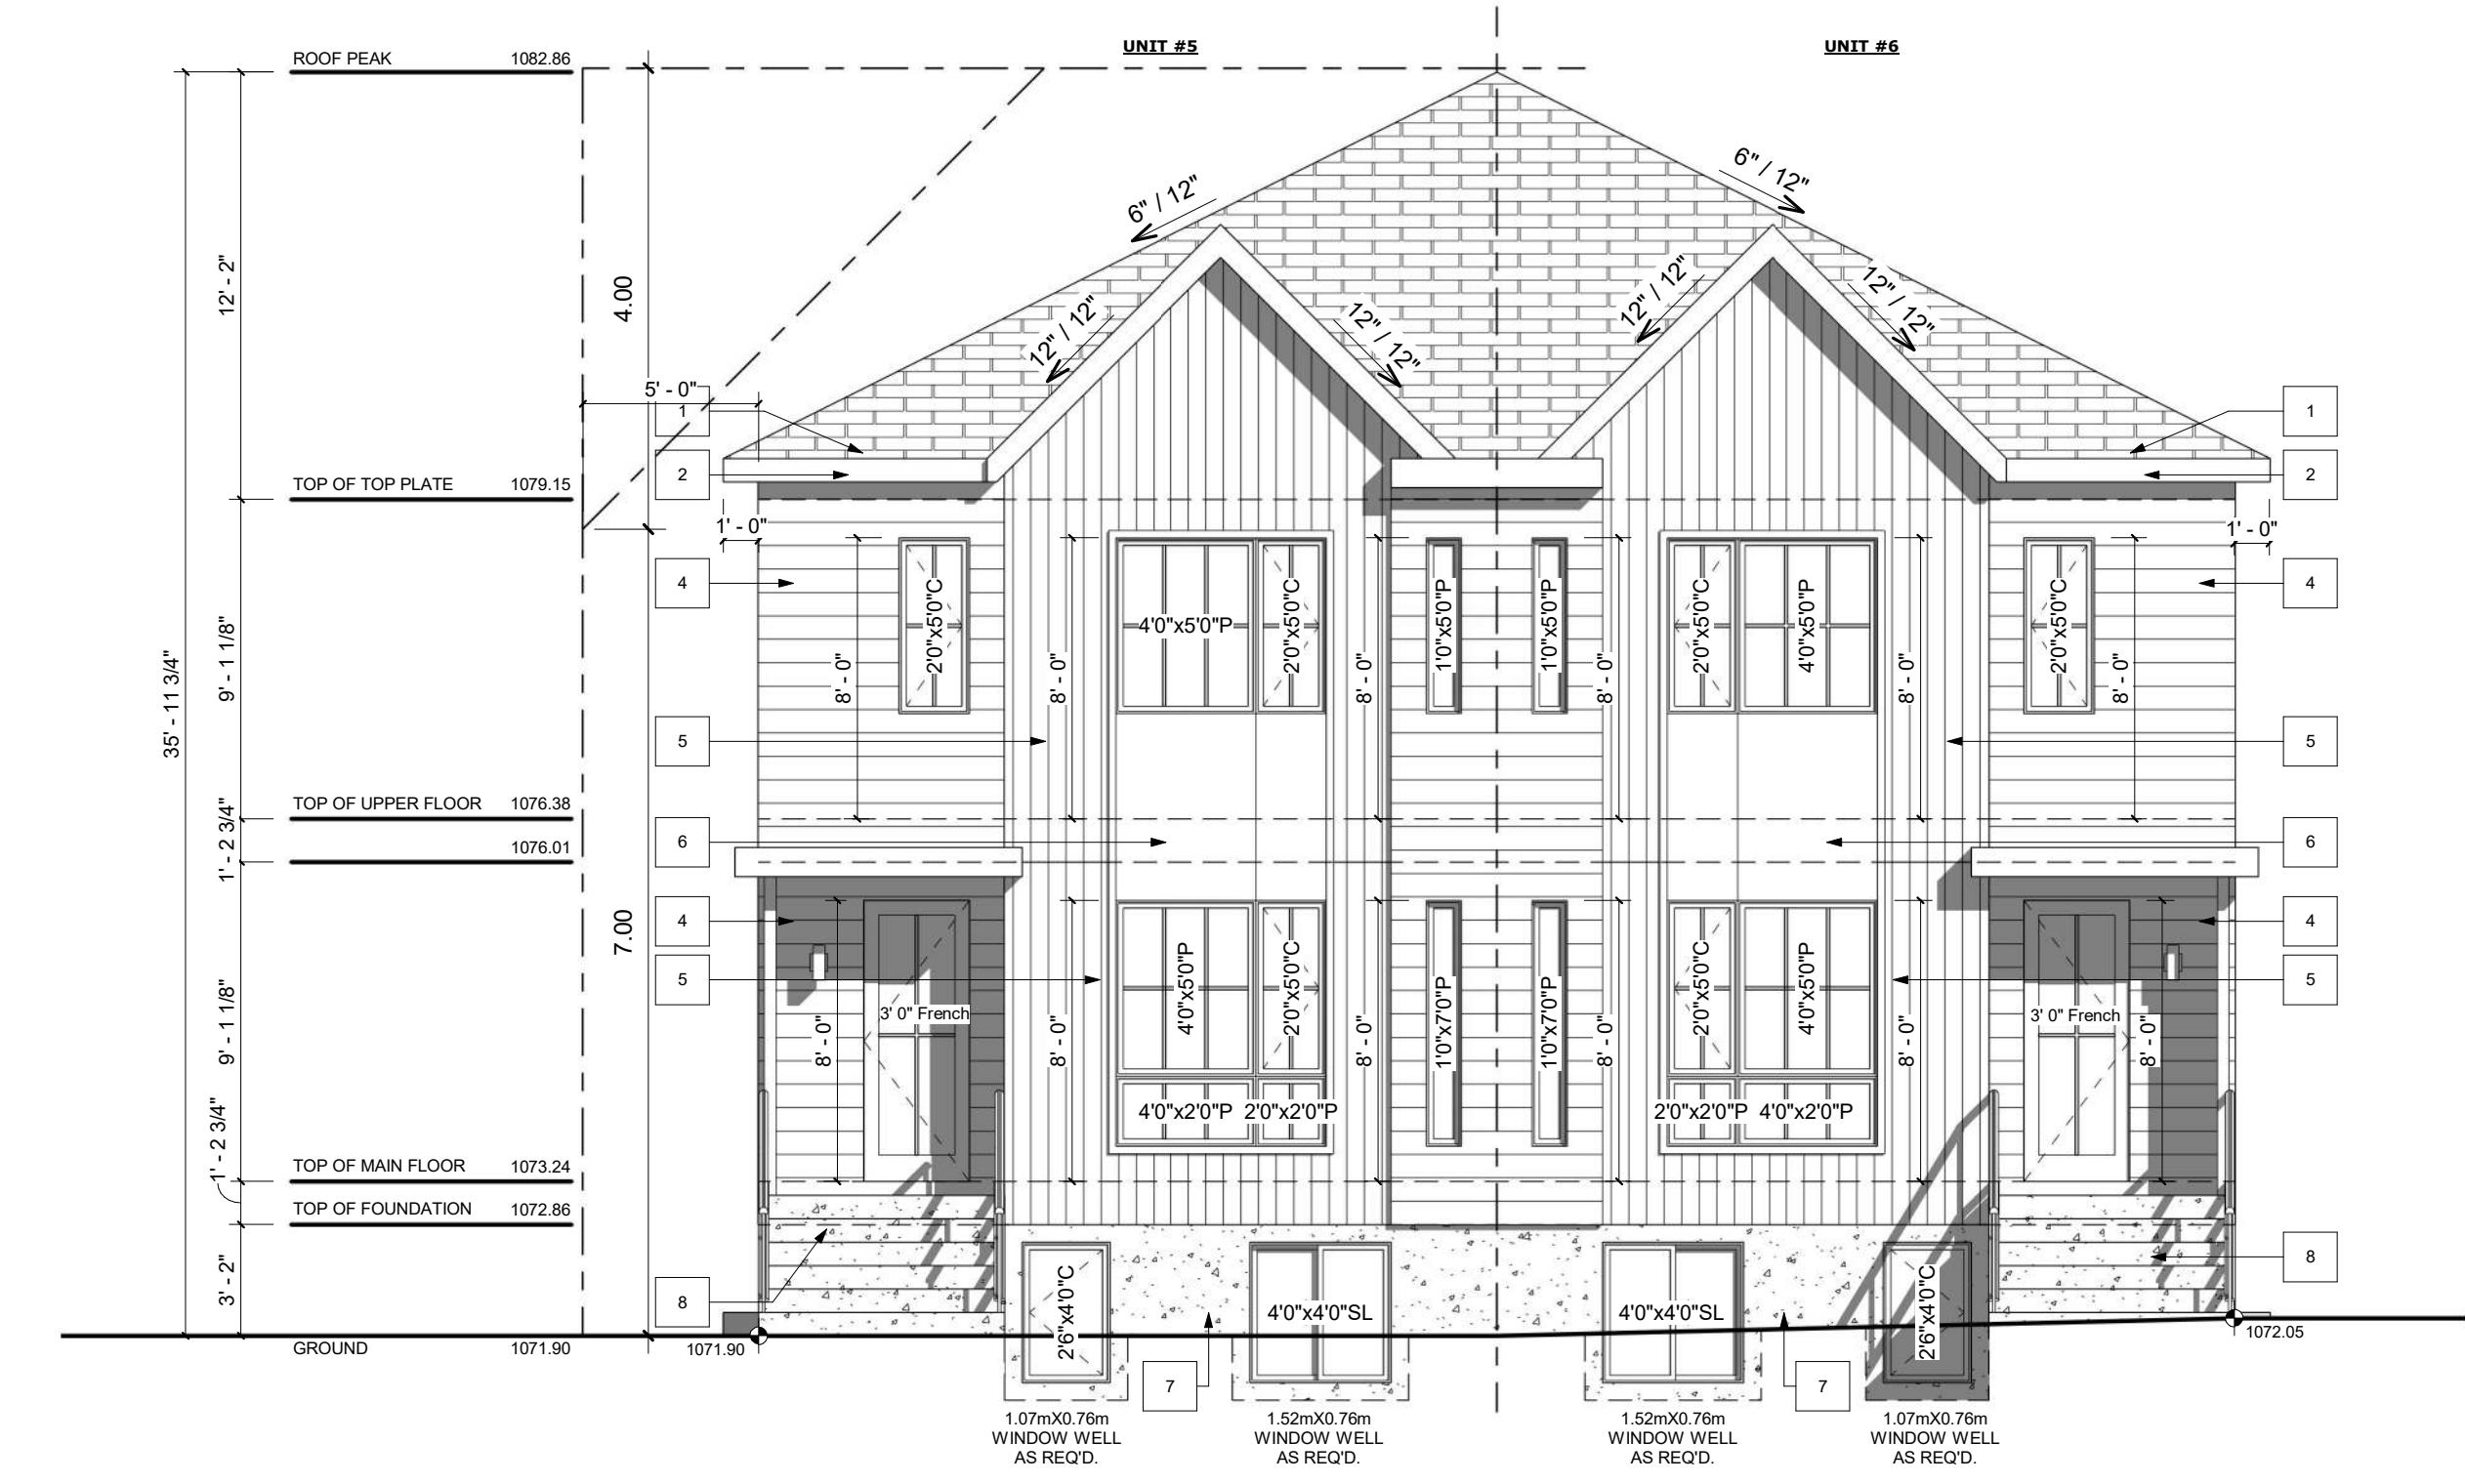 UNIT #5
UNIT #6
ROOF PEAK 1082.86
6" / 12"
6" / 12"
12' - 2"
4.00
12" / 12"
12" / 12"
12" / 12"
12" / 12"
5' - 0"
1
1
2
2
TOP OF TOP PLATE 1079.15
1' - 0"
1' - 0"
4
4
2'0"x5'0"C
4'0"x5'0"P
2'0"x5'0"C
1'0"x5'0"P
1'0"x5'0"P
2'0"x5'0"C
4'0"x5'0"P
2'0"x5'0"C
35' - 11 3/4"
9' - 1 1/8"
8' - 0"
8' - 0"
8' - 0"
8' - 0"
8' - 0"
8' - 0"
5
5
TOP OF UPPER FLOOR 1076.38
1' - 2 3/4"
1076.01
6
6
7.00
4
4
5
5
4'0"x5'0"P
2'0"x5'0"C
1'0"x7'0"P
1'0"x7'0"P
2'0"x5'0"C
4'0"x5'0"P
3' 0" French
3' 0" French
9' - 1 1/8"
8' - 0"
8' - 0"
8' - 0"
8' - 0"
8' - 0"
8' - 0"
4'0"x2'0"P 2'0"x2'0"P
2'0"x2'0"P 4'0"x2'0"P
1' - 2 3/4"
TOP OF MAIN FLOOR 1073.24
TOP OF FOUNDATION 1072.86
3' - 2"
8
8
2'6"x4'0"C
4'0"x4'0"SL
4'0"x4'0"SL
2'6"x4'0"C
GROUND 1071.90
1071.90
1072.05
7
7
1.07mX0.76m
WINDOW WELL
AS REQ'D.
1.52mX0.76m
WINDOW WELL
AS REQ'D.
1.52mX0.76m
WINDOW WELL
AS REQ'D.
1.07mX0.76m
WINDOW WELL
AS REQ'D.